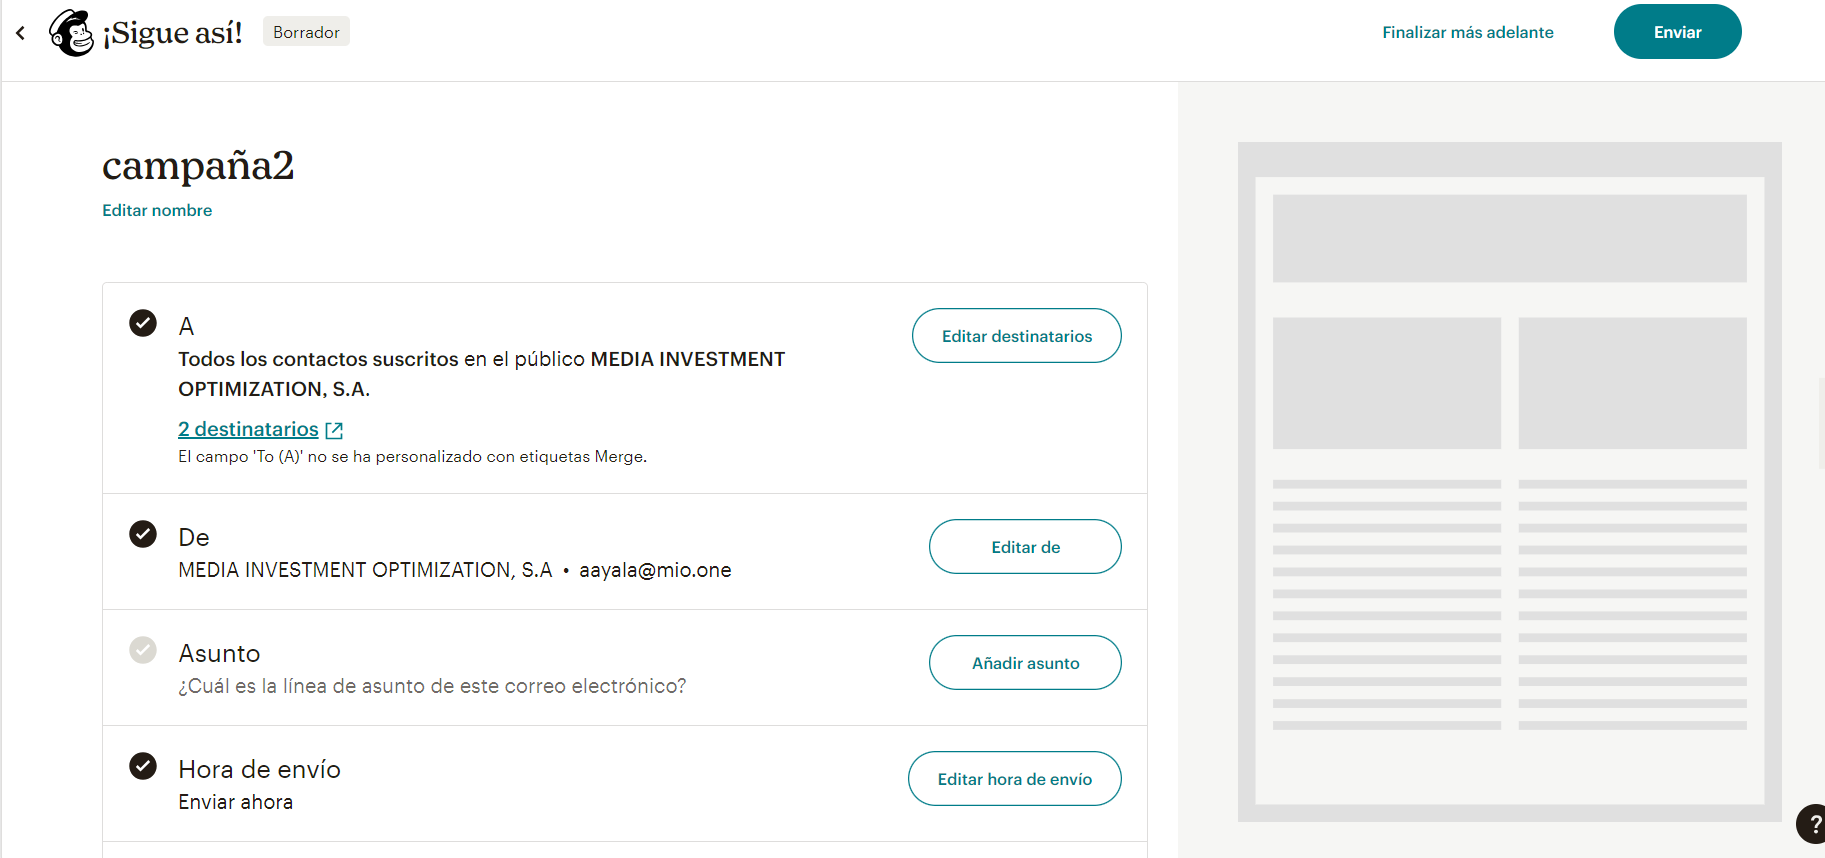 ¡Sigue así!
Borrador
Finalizar más adelante
Enviar
campaña2
Editar nombre
A
Editar destinatarios
Todos los contactos suscritos en el público MEDIA INVESTMENT
OPTIMIZATION, S.A.
2 destinatarios
El campo 'To (A)' no se ha personalizado con etiquetas Merge.
De
Editar de
MEDIA INVESTMENT OPTIMIZATION, S.A • aayala@mio.one
Asunto
Añadir asunto
¿Cuál es la línea de asunto de este correo electrónico?
Hora de envío
Editar hora de envío
Enviar ahora
?